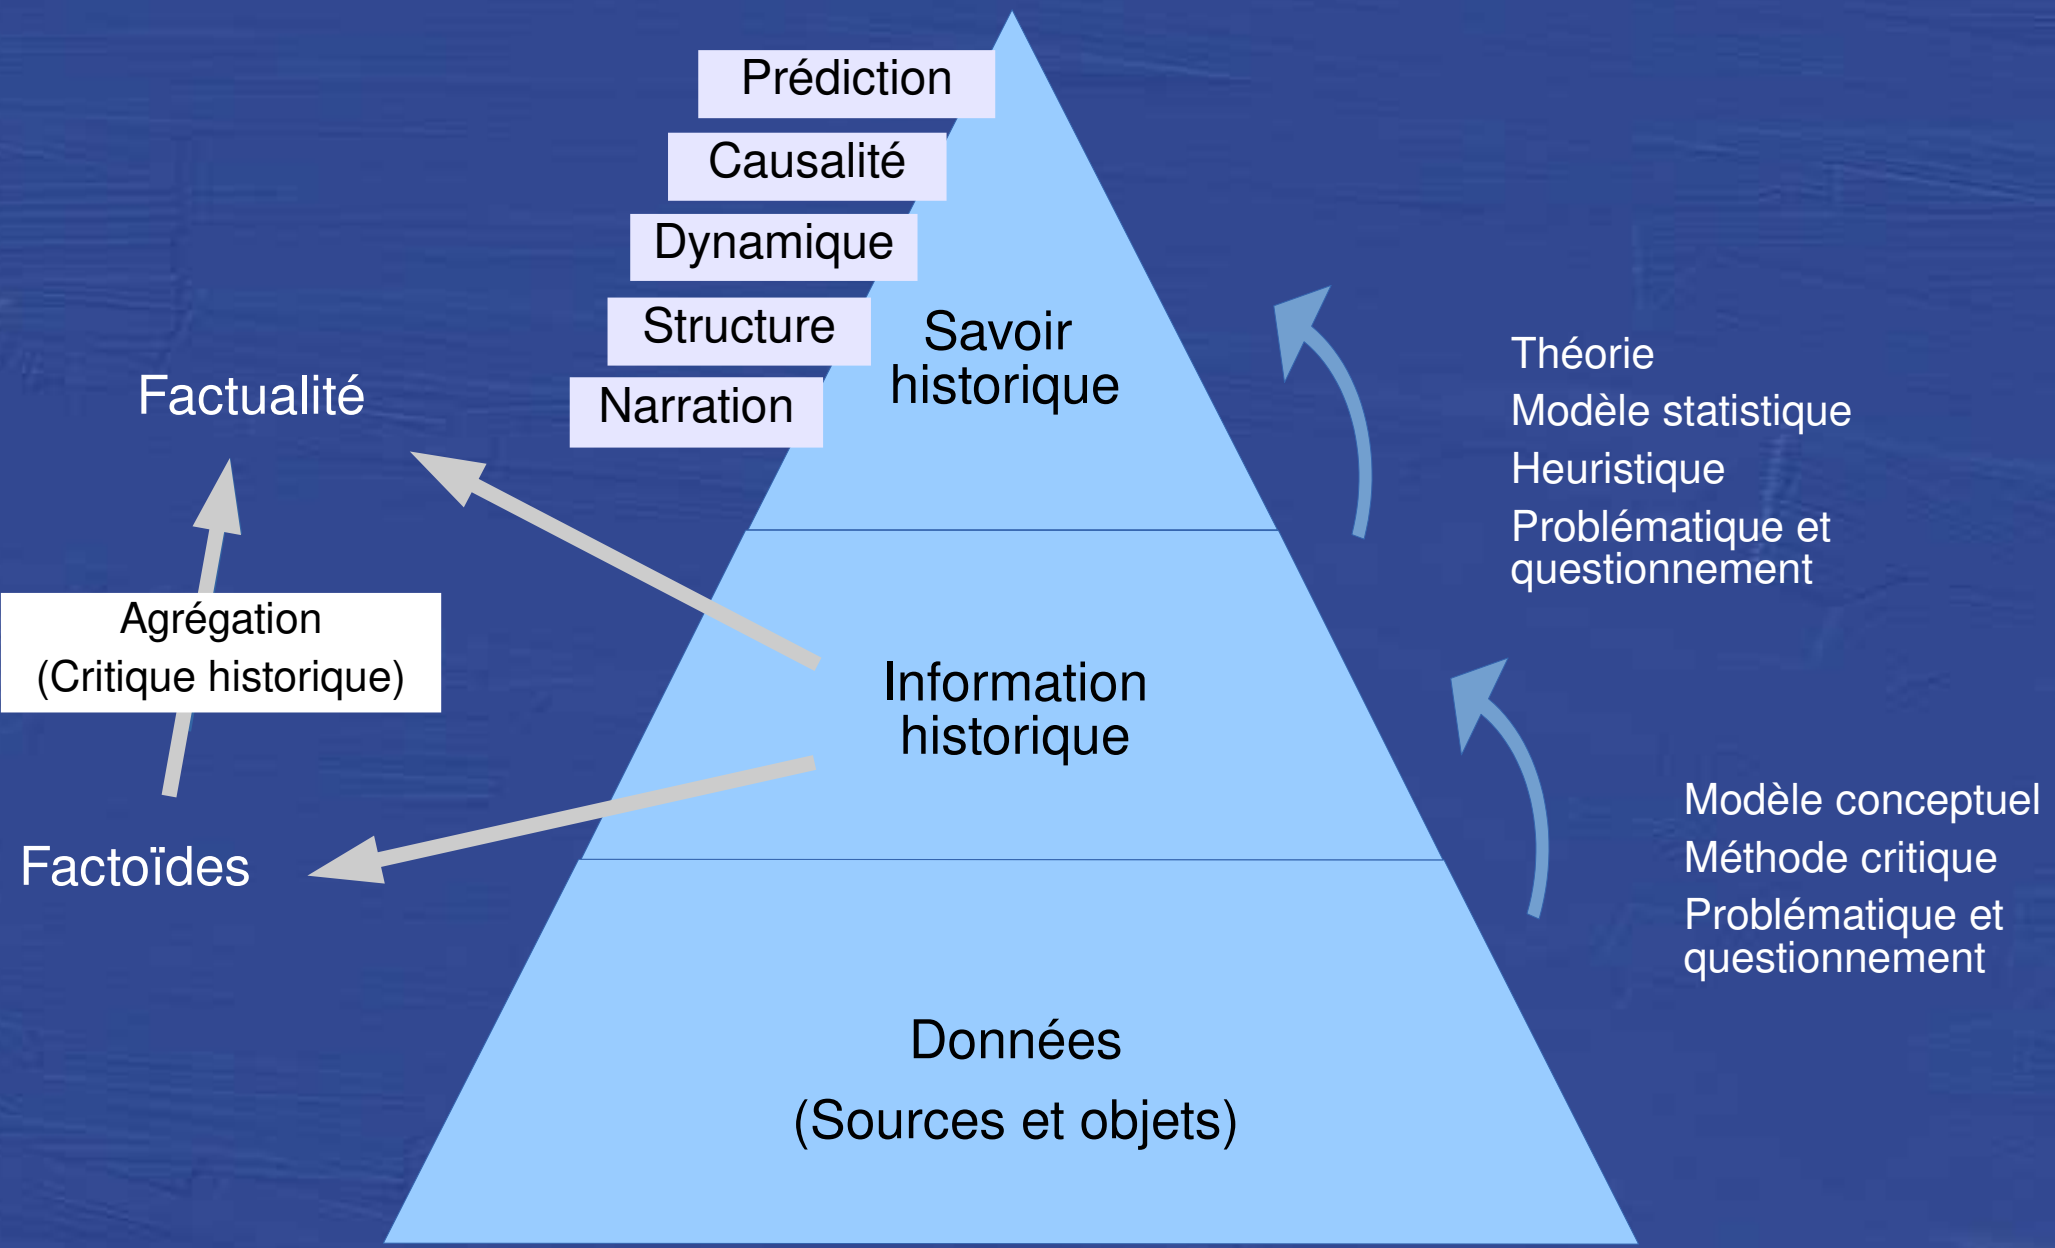 Prédiction
Causalité
Dynamique
Structure
Narration
Savoir
historique
Factualité
Théorie
Modèle statistique
Heuristique
Problématique et
questionnement
Agrégation
(Critique historique)
Information
historique
Factoïdes
Modèle conceptuel
Méthode critique
Problématique et
questionnement
Données
(Sources et objets)